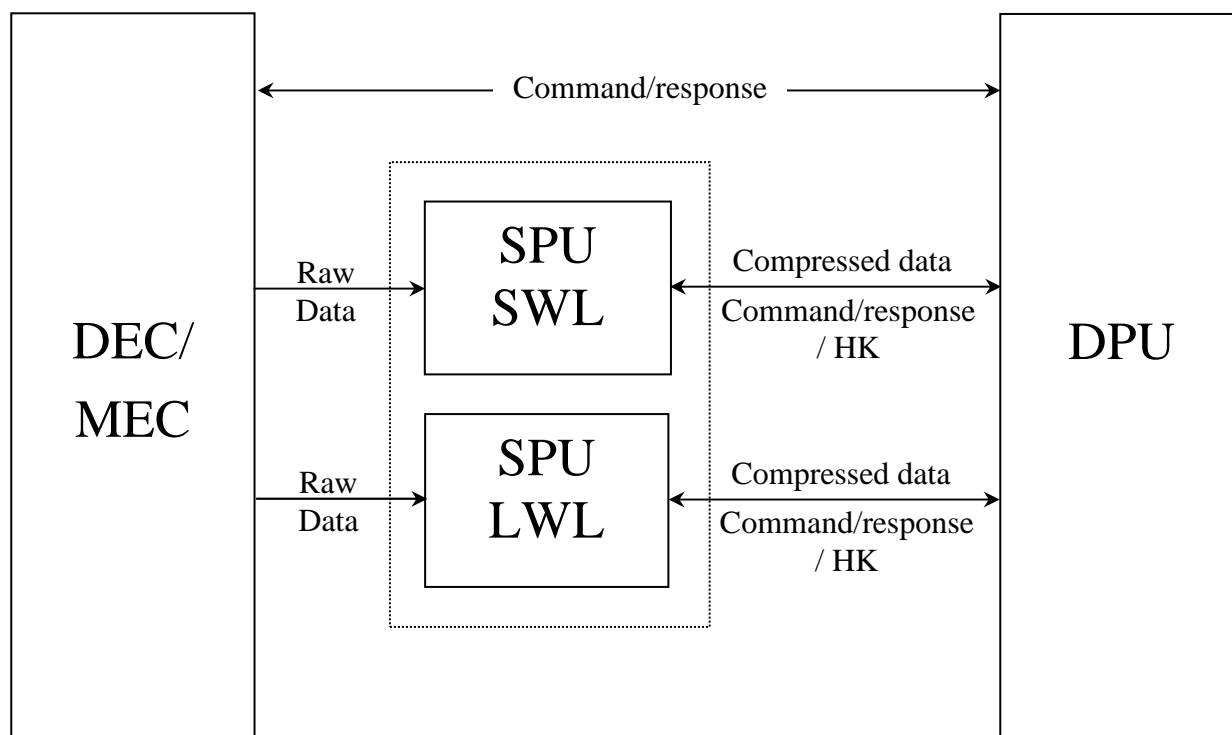 Command/response
DEC/
MEC
Raw
Data
SPU
SWL
Compressed data
Command/response
/ HK
Raw
Data
SPU
LWL
Compressed data
Command/response
/ HK
DPU